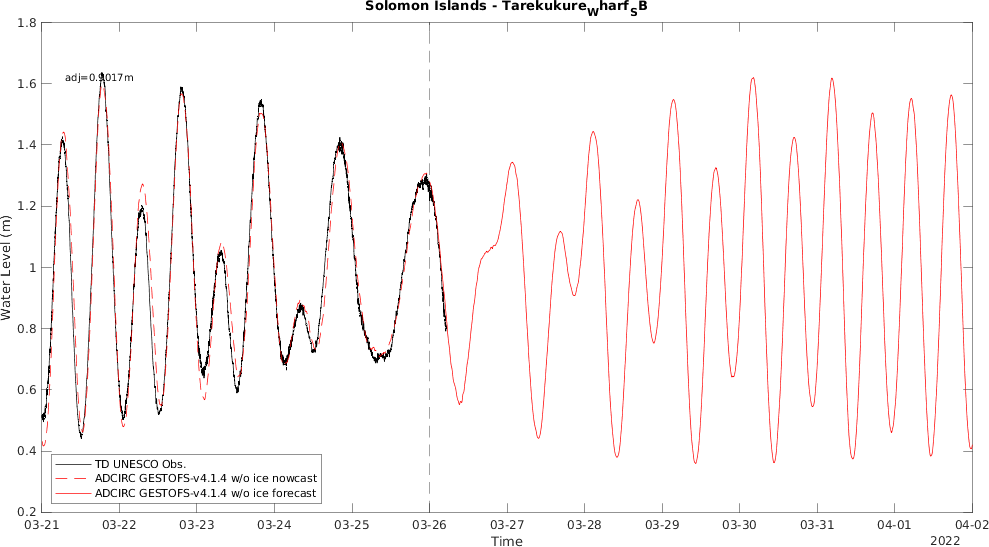 Solomon Islands - Tarekukure_Wharf_SB
adj=0.9017m
1.8
1.6
1.4
1.2
1
0.8
0.6
0.4
0.2
Water Level (m)
TD UNESCO Obs.
ADCIRC GESTOFS-v4.1.4 w/o ice nowcast
ADCIRC GESTOFS-v4.1.4 w/o ice forecast
03-21 03-22 03-23 03-24 03-25 03-26 03-27 03-28 03-29 03-30 03-31 04-01 04-02
Time
2022